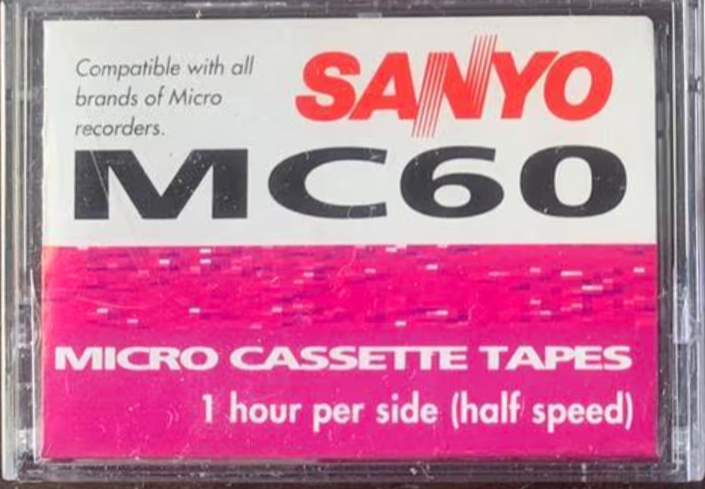 Compatible with all
brands of Micro
recorders.
SANYO
MC60
MICRO CASSETTE TAPES
1 hour per side (half speed)